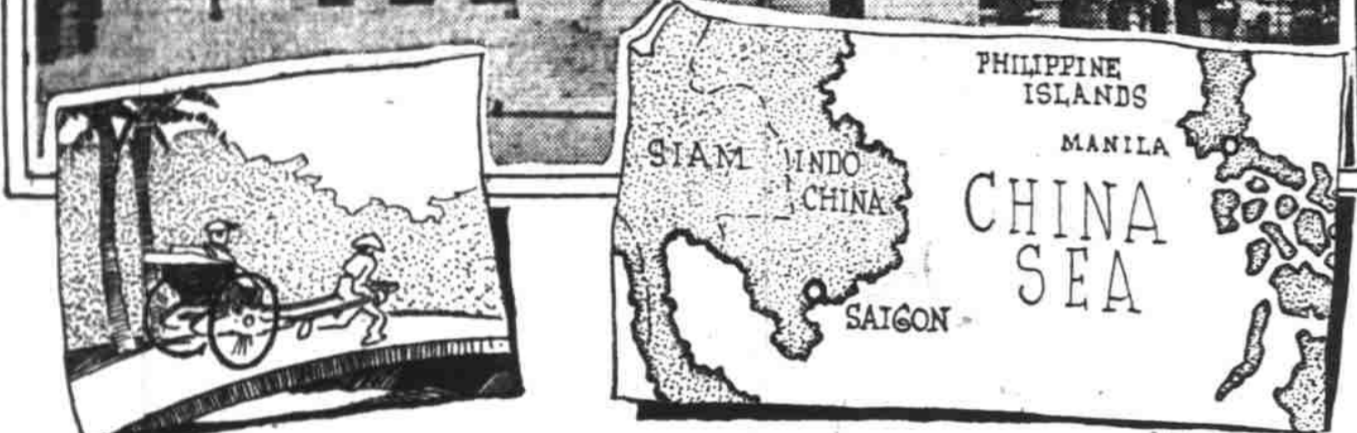 PHILIPPINE
ISLANDS
MANILA
SIAM
INDO
CHINA
CHINA
SEA
SAIGON